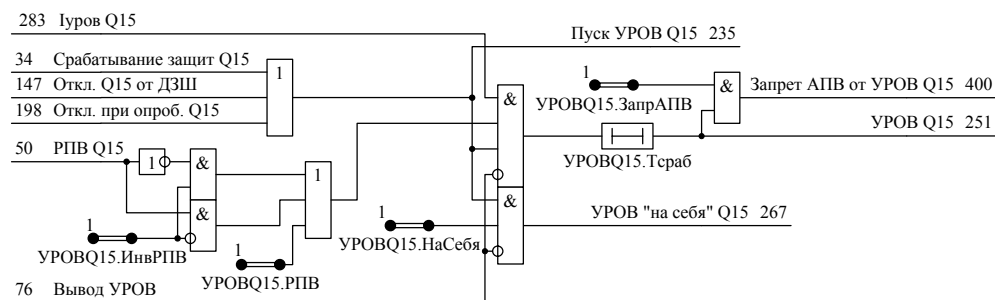 283 Iуров Q15
Пуск УРОВ Q15 235
34 Срабатывание защит Q15
147 Откл. Q15 от ДЗШ
198 Откл. при опроб. Q15
1
1
УРОВQ15.ЗапрАПВ
&
Запрет АПВ от УРОВ Q15 400
&
УРОВ Q15 251
УРОВQ15.Тсраб
50 РПВ Q15
1
&
1
&
1
УРОВQ15.ИнвРПВ
1
УРОВQ15.РПВ
1
УРОВQ15.НаСебя
&
УРОВ "на себя" Q15 267
76 Вывод УРОВ